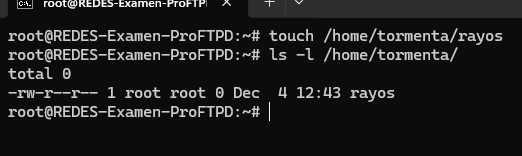 root@REDES-Examen-ProFTP
root@REDES-Examen-ProFTPD:~# touch /home/tormenta/rayos
root@REDES-Examen-ProFTPD:~# ls -l /home/tormenta/
total 0
-rw-r--r-- 1 root root 0 Dec  4 12:43 rayos
root@REDES-Examen-ProFTPD:~#